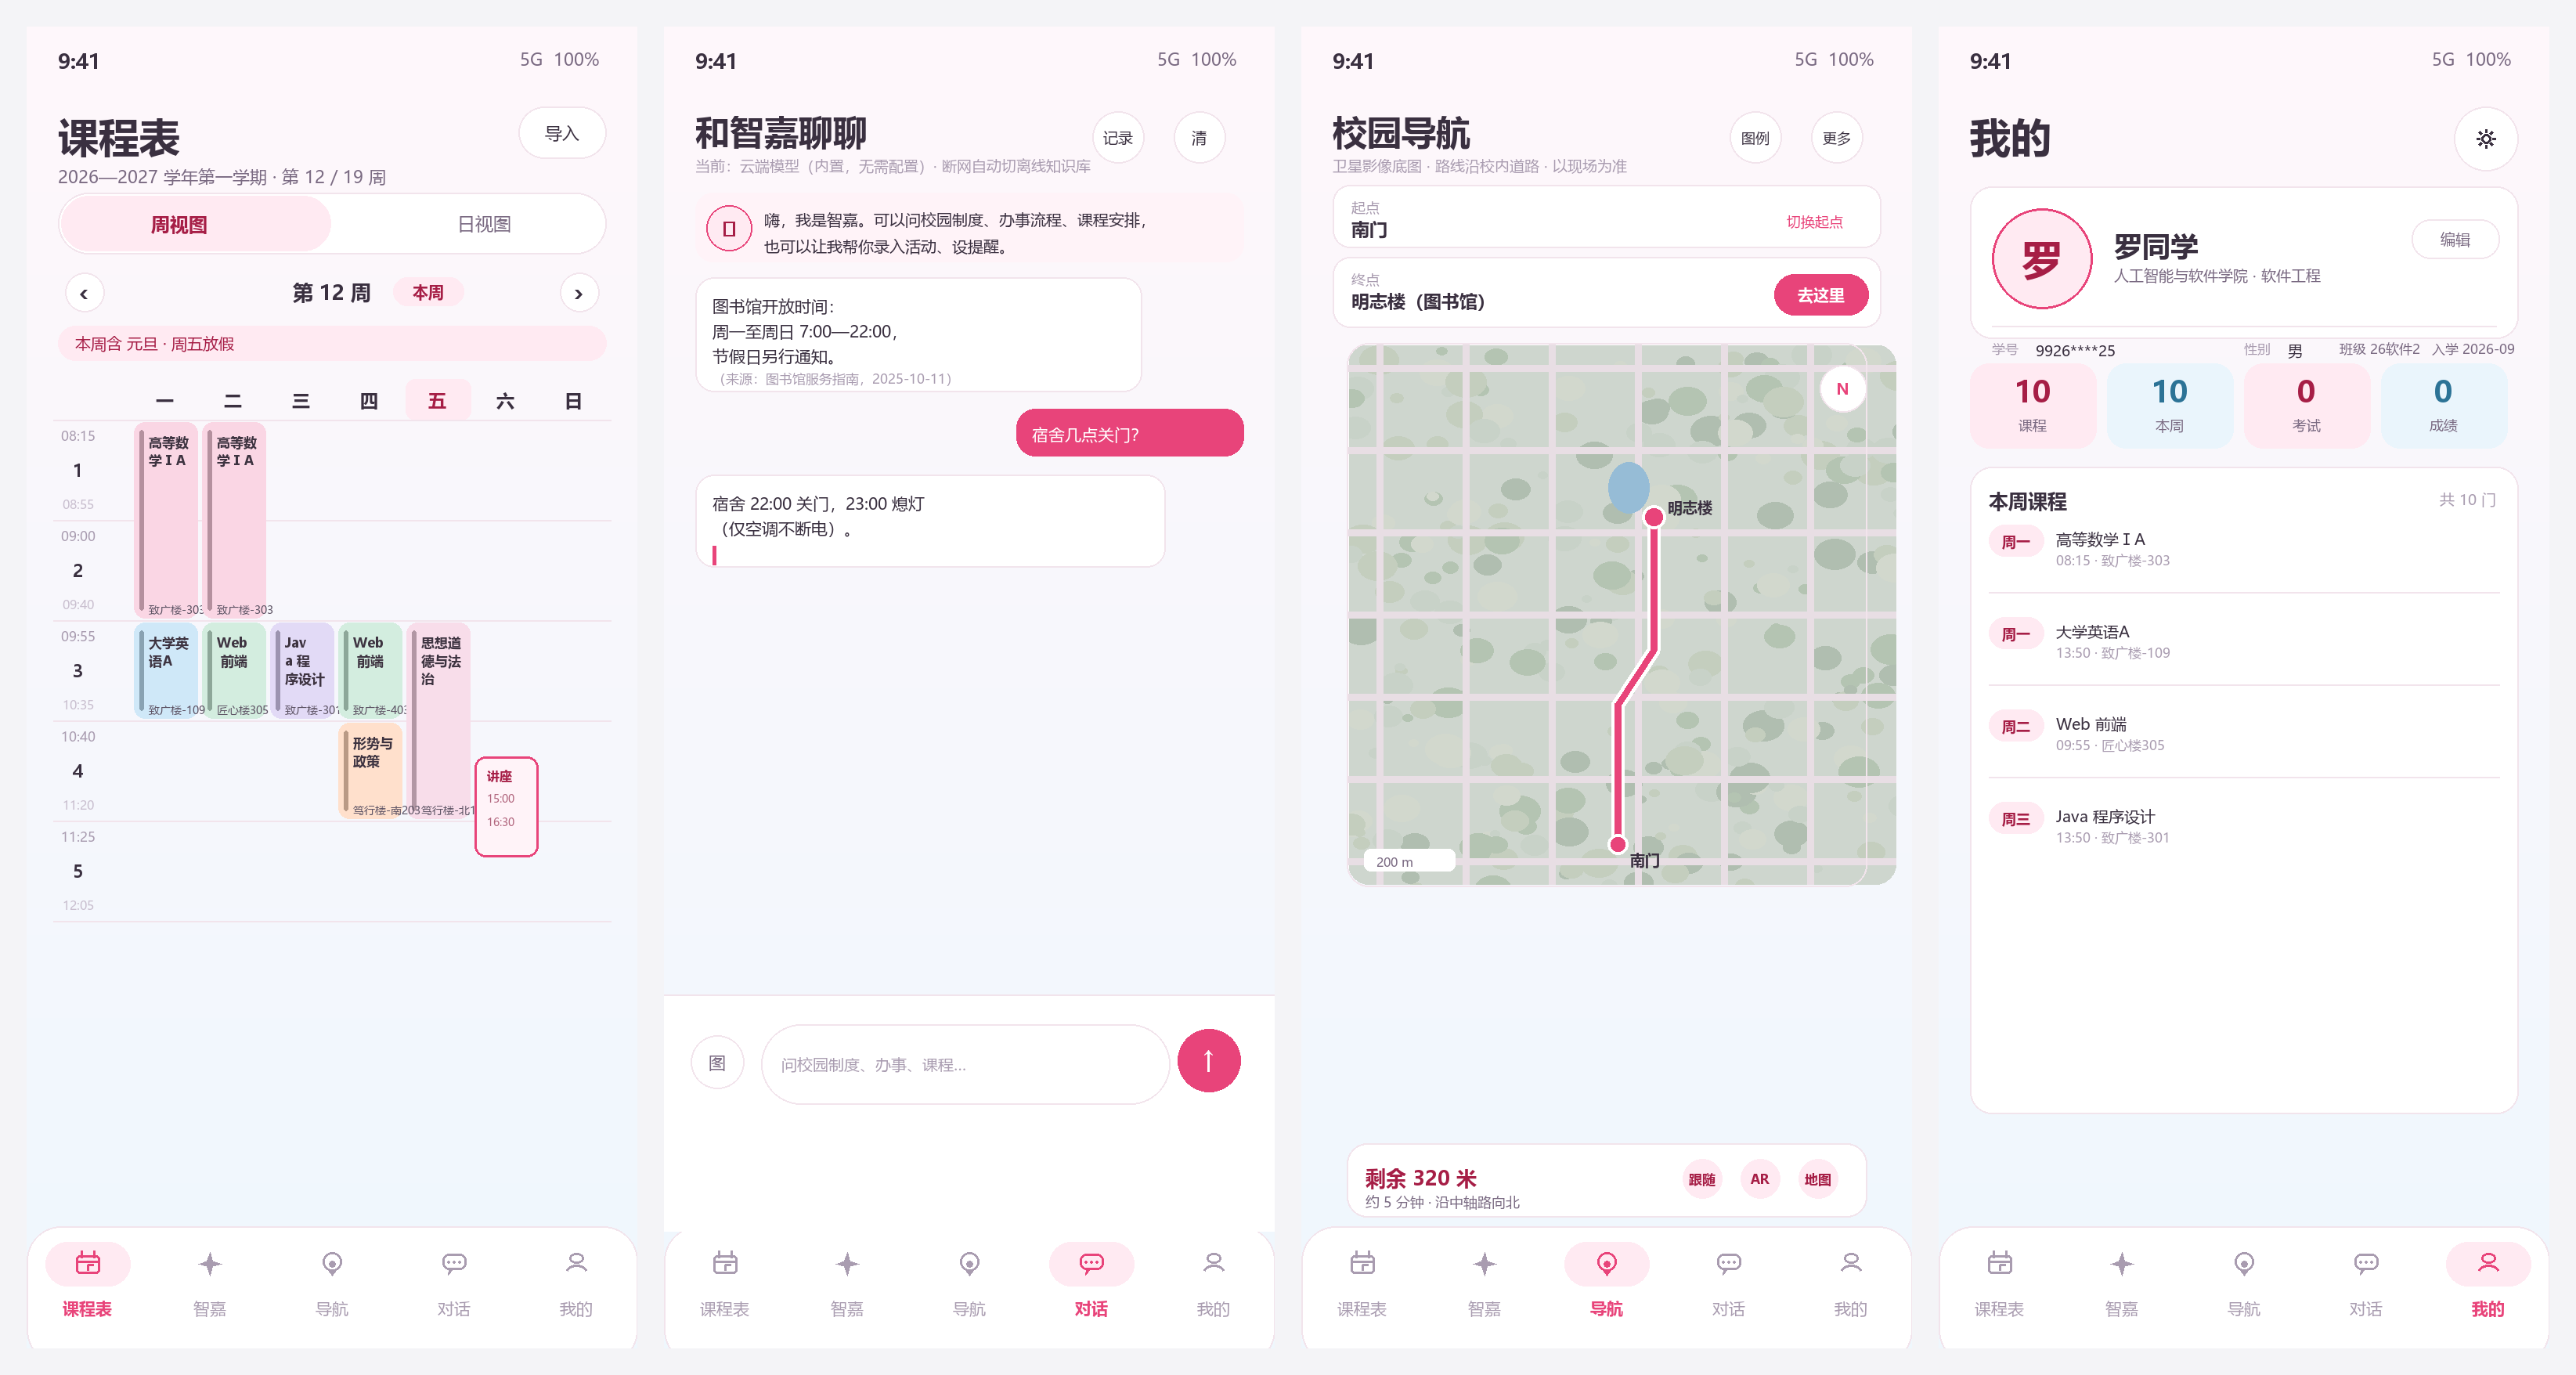 9:41
5G 100%
课程表
导入
2026—2027 学年第一学期 · 第 12 / 19 周
周视图
日视图
‹
第 12 周
本周
›
本周含 元旦 · 周五放假
一 二 三 四 五 六 日
08:15
1
08:55
09:00
2
09:40
09:55
3
10:35
10:40
4
11:20
11:25
5
12:05
高等数
学 I A
致广楼-303
高等数
学 I A
致广楼-303
大学英
语A
致广楼-109
Web
前端
匠心楼305
Jav
a 程
序设计
致广楼-301
Web
前端
致广楼-403
思想道
德与法
治
笃行楼-北1
形势与
政策
笃行楼-南203
讲座
15:00
16:30
课程表
智嘉
导航
对话
我的
9:41
5G 100%
和智嘉聊聊
记录
清
当前：云端模型（内置，无需配置）· 断网自动切离线知识库
嗨，我是智嘉。可以问校园制度、办事流程、课程安排，
也可以让我帮你录入活动、设提醒。
图书馆开放时间：
周一至周日 7:00—22:00，
节假日另行通知。
（来源：图书馆服务指南，2025-10-11）
宿舍几点关门？
宿舍 22:00 关门，23:00 熄灯
（仅空调不断电）。
图
问校园制度、办事、课程...
↑
课程表
智嘉
导航
对话
我的
9:41
5G 100%
校园导航
图例
更多
卫星影像底图 · 路线沿校内道路 · 以现场为准
起点
南门
切换起点
终点
明志楼（图书馆）
去这里
N
明志楼
南门
200 m
剩余 320 米
约 5 分钟 · 沿中轴路向北
跟随
AR
地图
课程表
智嘉
导航
对话
我的
9:41
5G 100%
我的
罗
罗同学
人工智能与软件学院 · 软件工程
编辑
学号 9926****25 性别 男 班级 26软件2 入学 2026-09
10
课程
10
本周
0
考试
0
成绩
本周课程
共 10 门
周一
高等数学 I A
08:15 · 致广楼-303
周一
大学英语A
13:50 · 致广楼-109
周二
Web 前端
09:55 · 匠心楼305
周三
Java 程序设计
13:50 · 致广楼-301
课程表
智嘉
导航
对话
我的